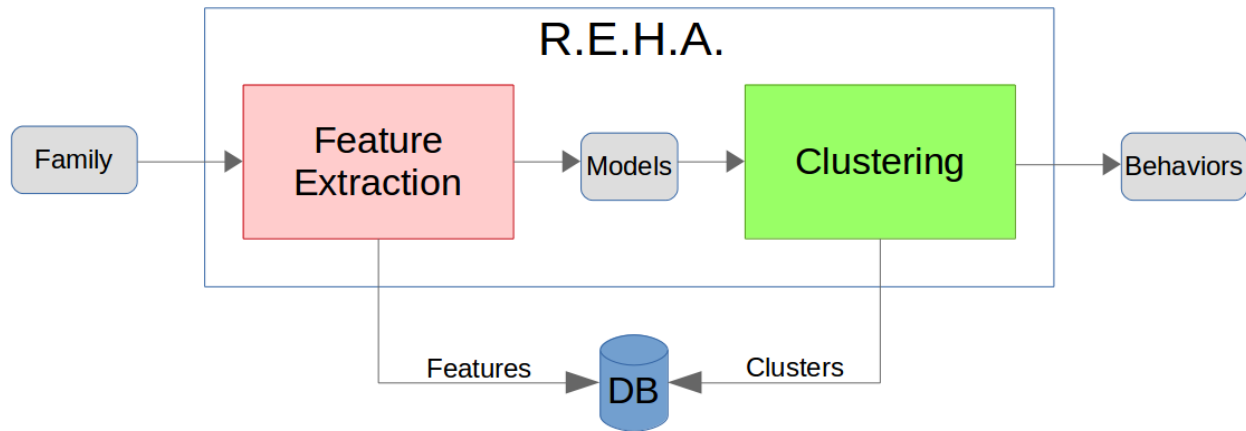 R.E.H.A.
Family
Feature
Extraction
Models
Clustering
Behaviors
Features
DB
Clusters